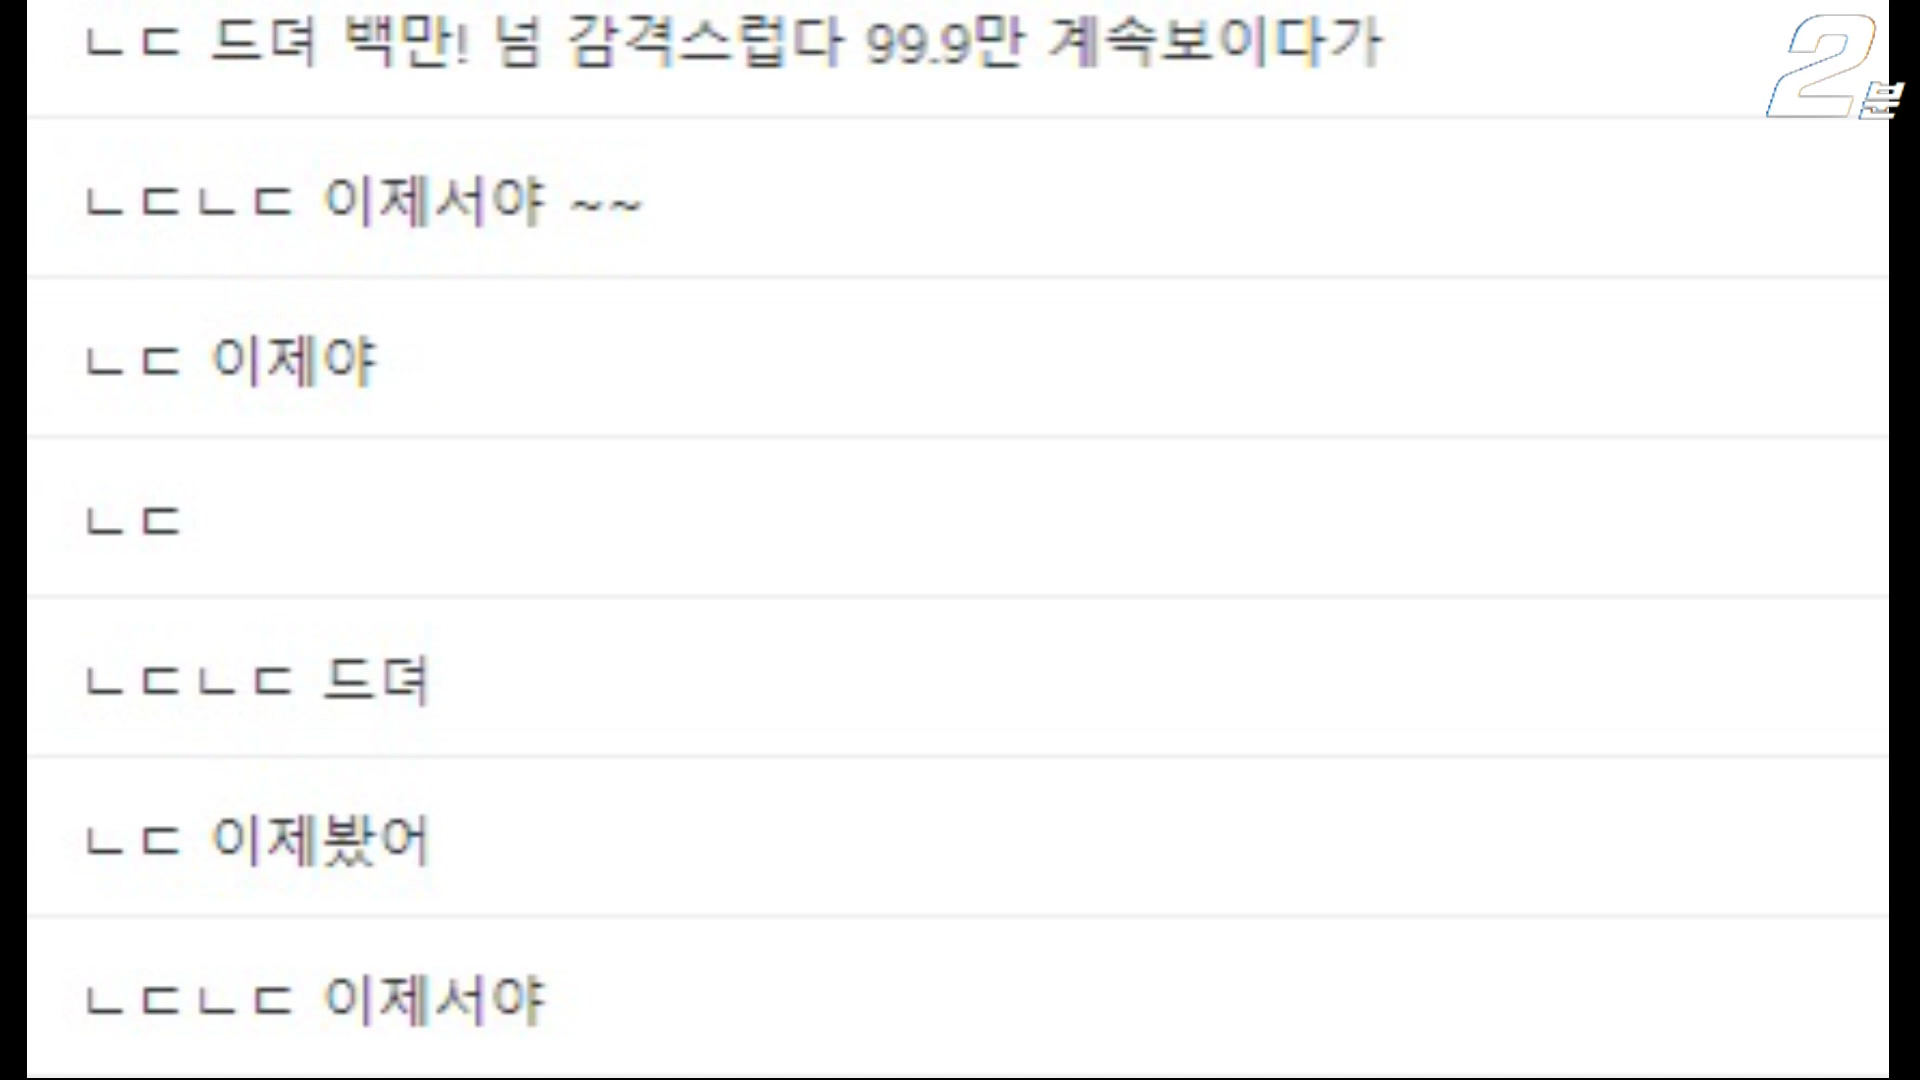 ㄴㄷ 드뎌 백만! 넘 감격스럽다 99.9만 계속보이다가
2분
ㄴㄷㄴㄷ 이제서야 ~~
ㄴㄷ 이제야
ㄴㄷ
ㄴㄷㄴㄷ 드뎌
ㄴㄷ 이제봤어
ㄴㄷㄴㄷ 이제서야